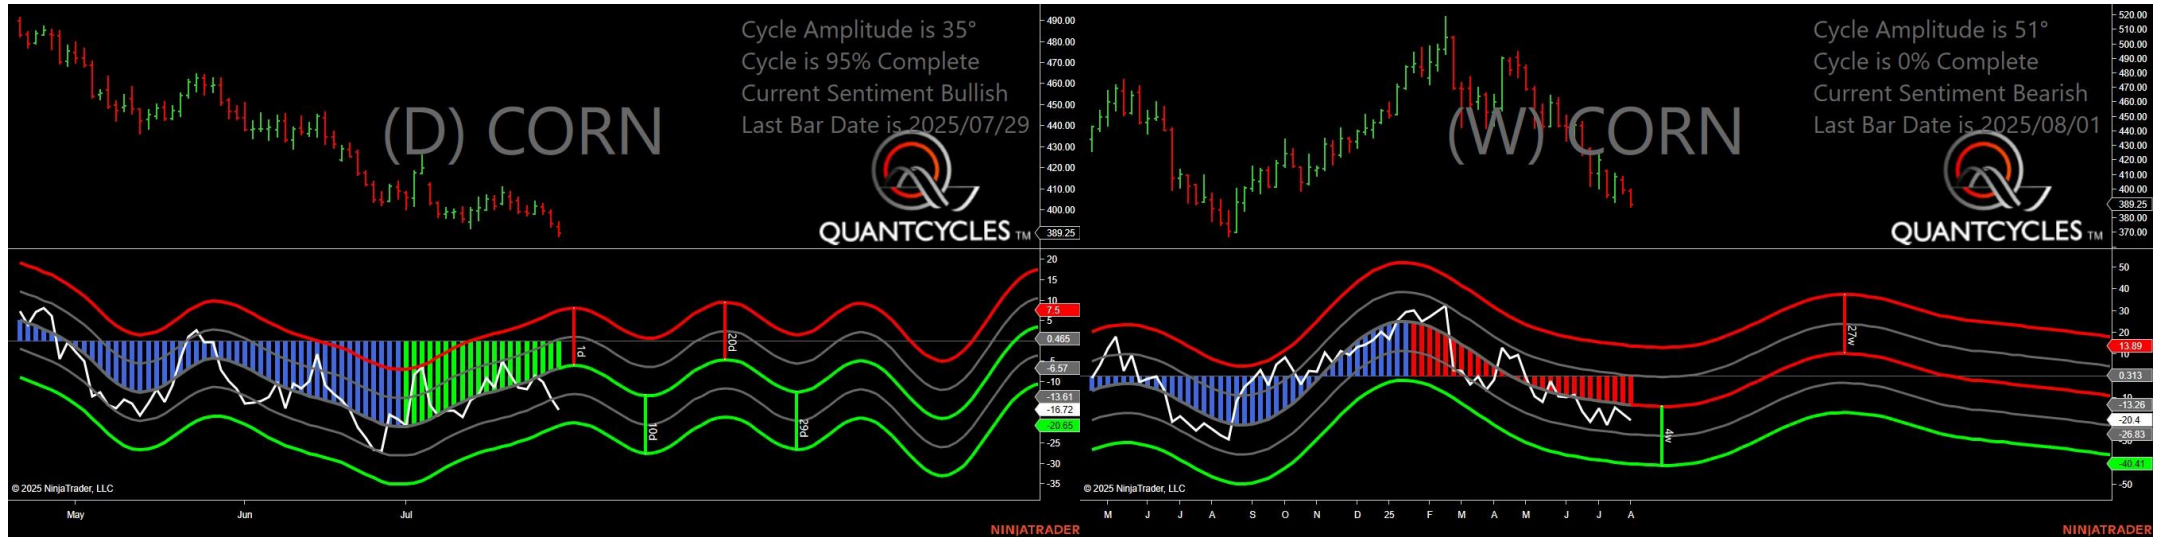 Cycle Amplitude is 35°
Cycle is 95% Complete
Current Sentiment Bullish
Last Bar Date is 2025/07/29
(D) CORN
QUANTCYCLES TM
490.00
480.00
470.00
460.00
450.00
440.00
430.00
420.00
410.00
400.00
389.25
20
15
10
7.5
5
0.465
-5
-6.57
-10
-13.61
-16.72
-20.65
-25
-30
-35
1d
10d
20d
29d
© 2025 NinjaTrader, LLC
May
Jun
Jul
NINJATRADER
Cycle Amplitude is 51°
Cycle is 0% Complete
Current Sentiment Bearish
Last Bar Date is 2025/08/01
(W) CORN
QUANTCYCLES TM
520.00
510.00
500.00
490.00
480.00
470.00
460.00
450.00
440.00
430.00
420.00
410.00
400.00
389.25
380.00
370.00
50
40
30
20
13.89
10
0.313
-13.26
-20.4
-26.83
-40.41
-50
4w
27w
© 2025 NinjaTrader, LLC
M
J
J
A
S
O
N
D
25
F
M
A
M
J
J
A
NINJATRADER